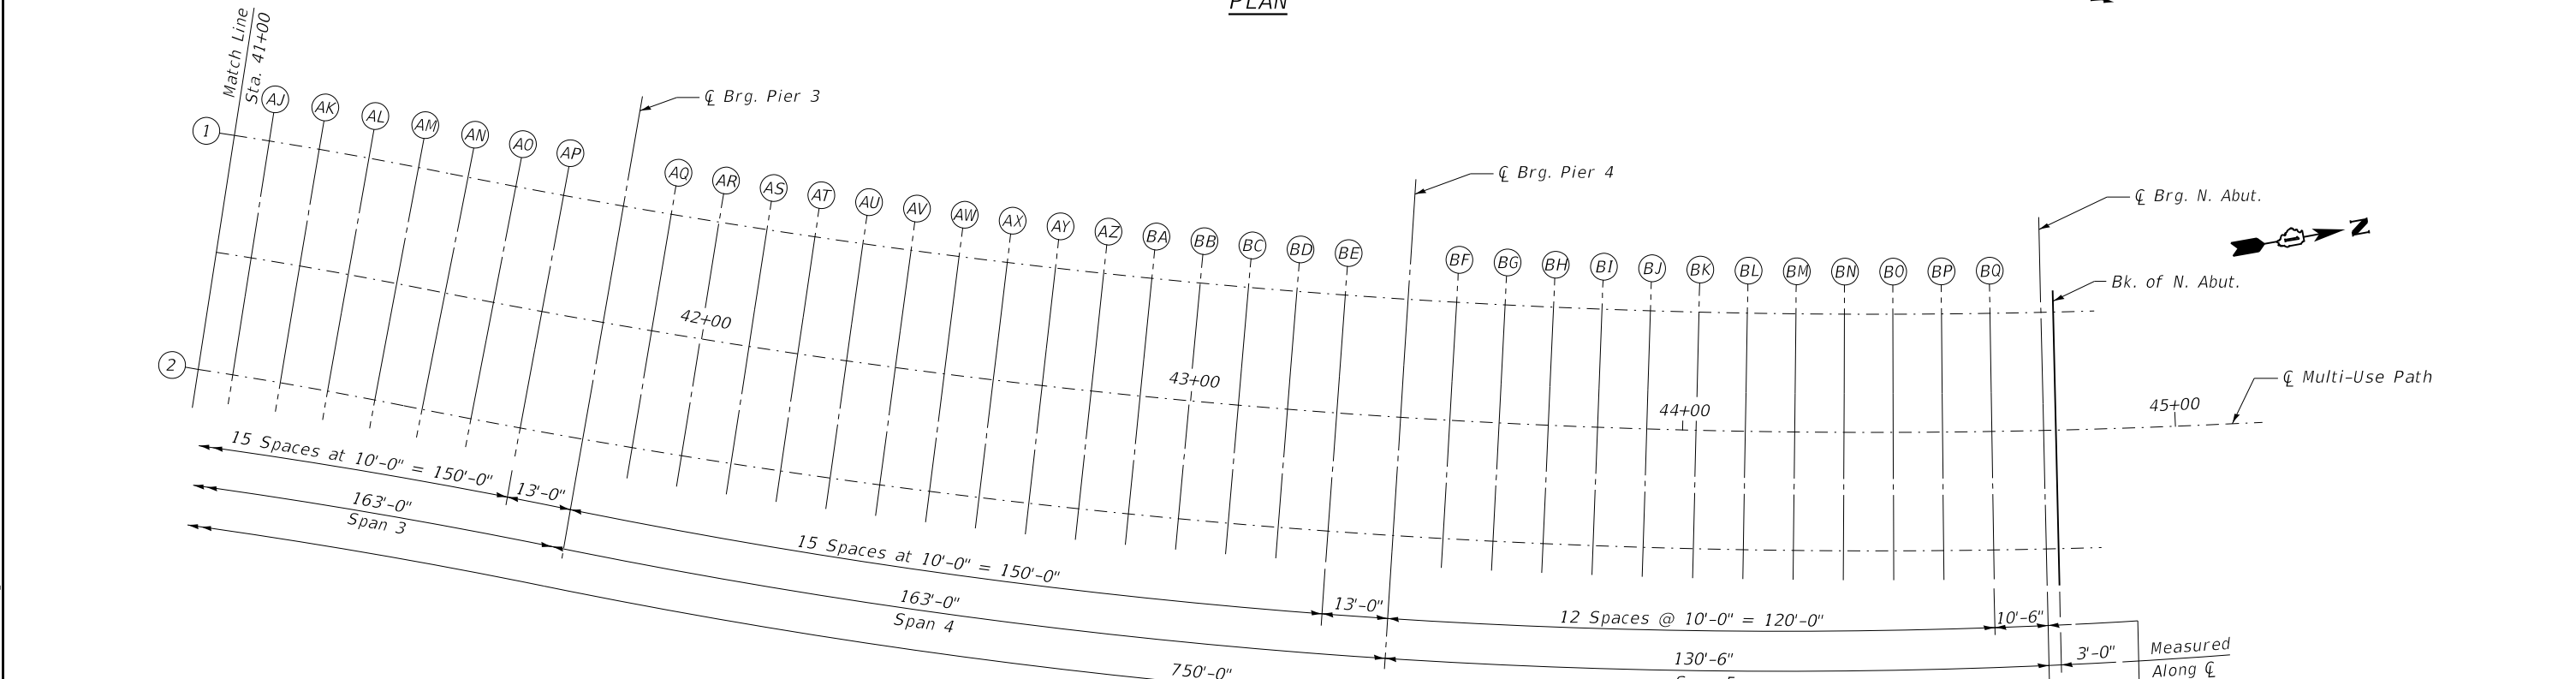 PLAN
Match Line
Sta. 41+00
AJ
AK
AL
AM
AN
AO
AP
℄ Brg. Pier 3
1
AQ
AR
AS
AT
AU
AV
AW
AX
AY
AZ
BA
BB
BC
BD
BE
℄ Brg. Pier 4
BF
BG
BH
BI
BJ
BK
BL
BM
BN
BO
BP
BQ
℄ Brg. N. Abut.
N
Bk. of N. Abut.
2
42+00
43+00
44+00
45+00
℄ Multi-Use Path
15 Spaces at 10'-0" = 150'-0"
13'-0"
163'-0"
Span 3
15 Spaces at 10'-0" = 150'-0"
13'-0"
12 Spaces @ 10'-0" = 120'-0"
10'-6"
163'-0"
Span 4
130'-6"
3'-0"
Measured
Along ℄
750'-0"